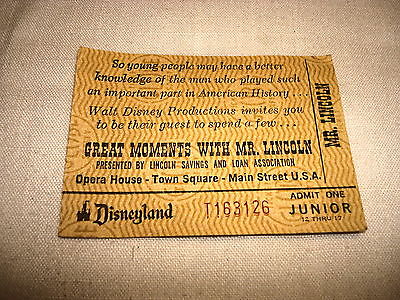 So young people may have a better
knowledge of the man who played such
an important part in American History . . . .
Walt Disney Productions invites you
to be their guest to spend a few. . . .
GREAT MOMENTS WITH MR. LINCOLN
PRESENTED BY LINCOLN SAVINGS AND LOAN ASSOCIATION
Opera House - Town Square - Main Street U.S.A.
Disneyland
T163126
MR. LINCOLN
ADMIT ONE
JUNIOR
12 THRU 17